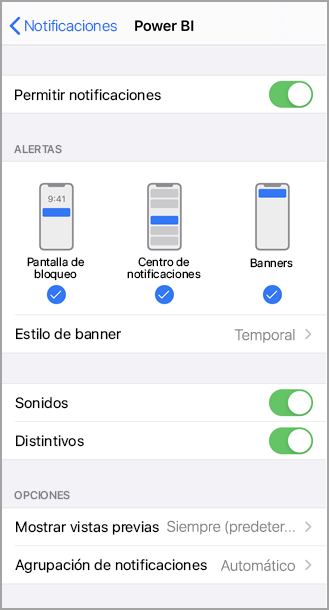 Notificaciones Power BI
Permitir notificaciones
ALERTAS
9:41
Pantalla de bloqueo
Centro de notificaciones
Banners
Estilo de banner Temporal
Sonidos
Distintivos
OPCIONES
Mostrar vistas previas Siempre (predeter...
Agrupación de notificaciones Automático